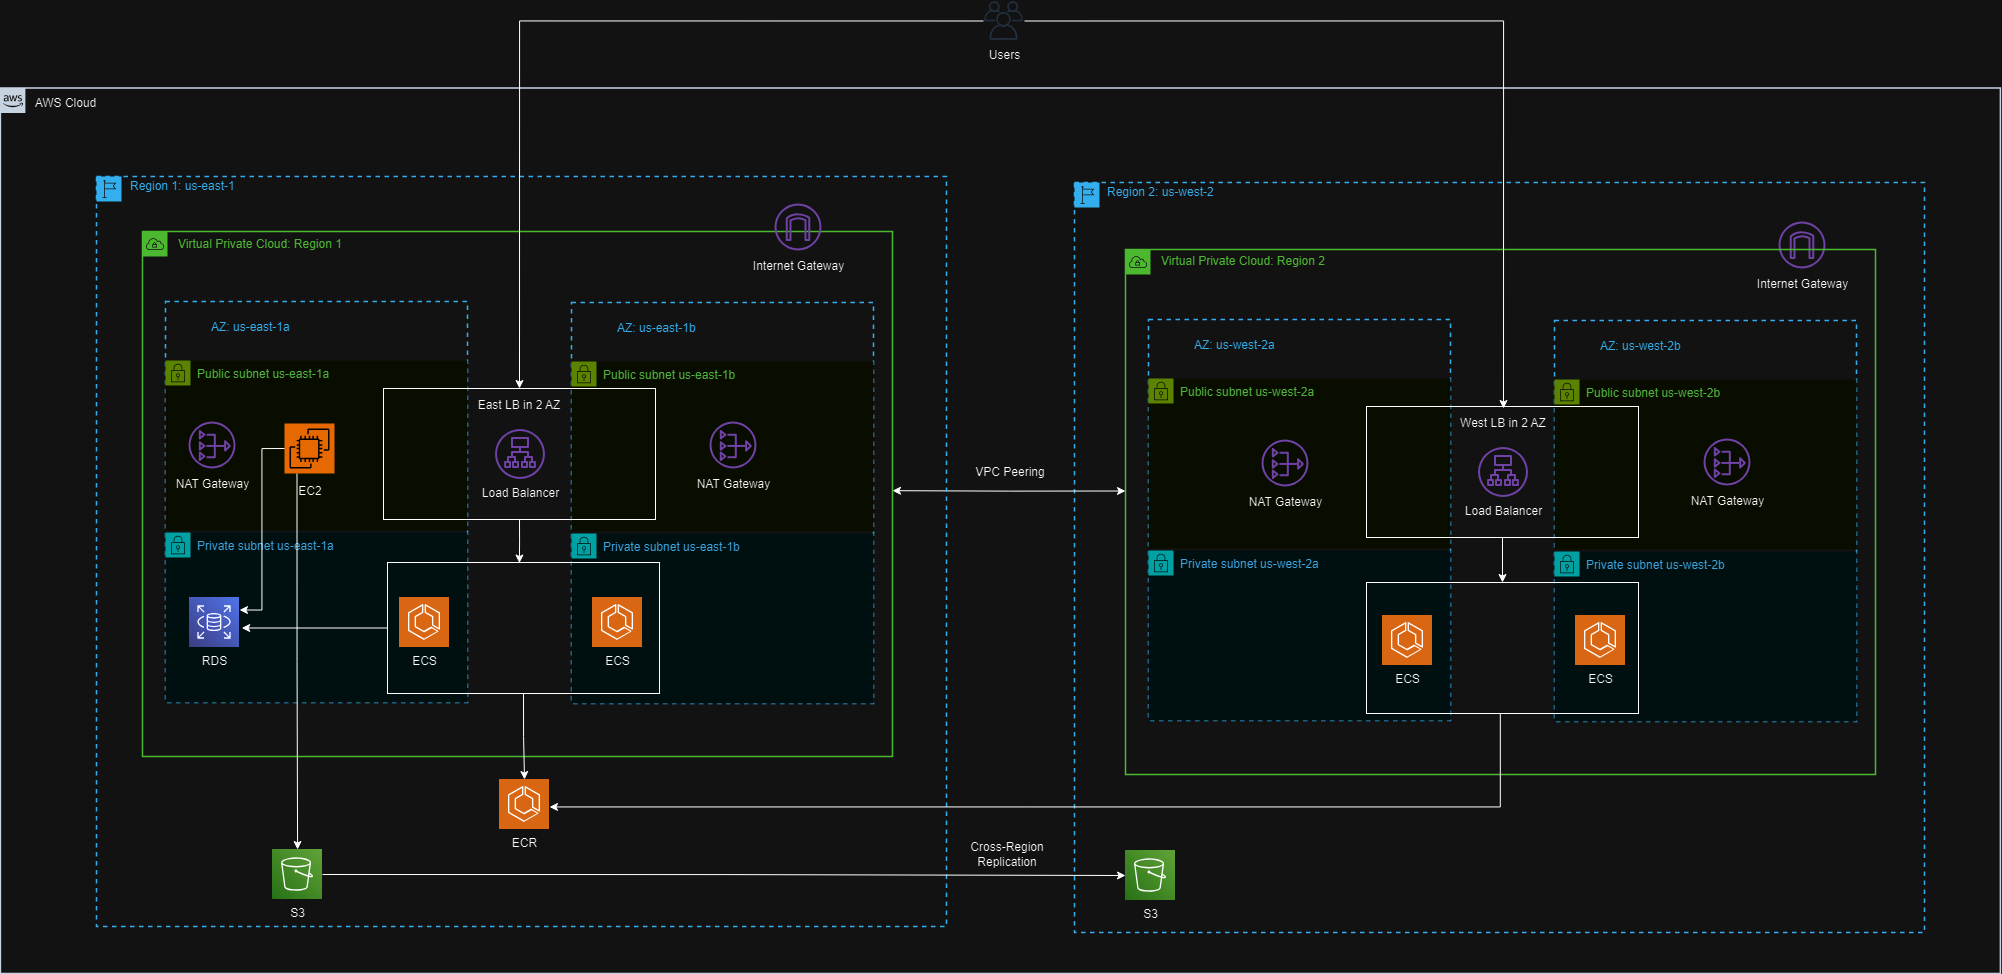 Users
aws
AWS Cloud
Region 1: us-east-1
Virtual Private Cloud: Region 1
Internet Gateway
AZ: us-east-1a
AZ: us-east-1b
Public subnet us-east-1a
Public subnet us-east-1b
East LB in 2 AZ
NAT Gateway
EC2
Load Balancer
NAT Gateway
Private subnet us-east-1a
Private subnet us-east-1b
RDS
ECS
ECS
ECR
S3
VPC Peering
Cross-Region
Replication
Region 2: us-west-2
Virtual Private Cloud: Region 2
Internet Gateway
AZ: us-west-2a
AZ: us-west-2b
Public subnet us-west-2a
Public subnet us-west-2b
West LB in 2 AZ
NAT Gateway
Load Balancer
NAT Gateway
Private subnet us-west-2a
Private subnet us-west-2b
ECS
ECS
S3